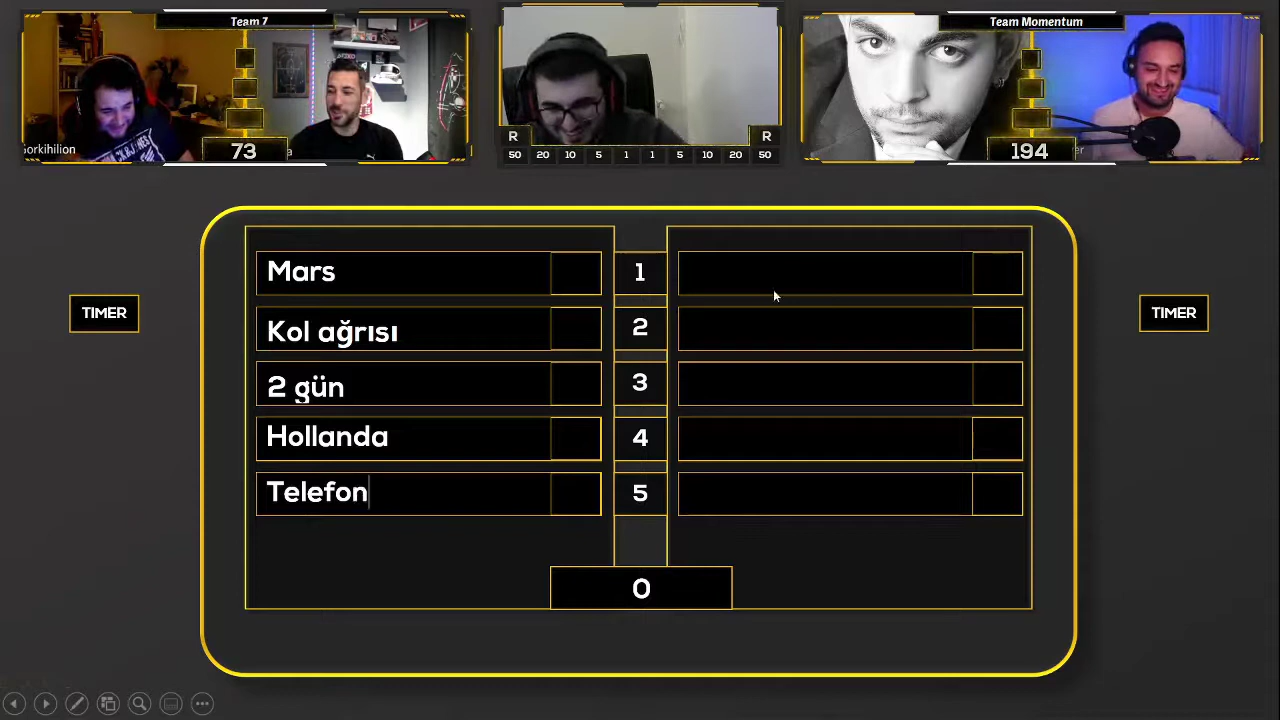 Team 7
Team Momentum
Gorkihilion
73
194
R
R
50 20 10 5 1 1 5 10 20 50
TIMER
TIMER
Mars
1
Kol ağrısı
2
2 gün
3
Hollanda
4
Telefon
5
0